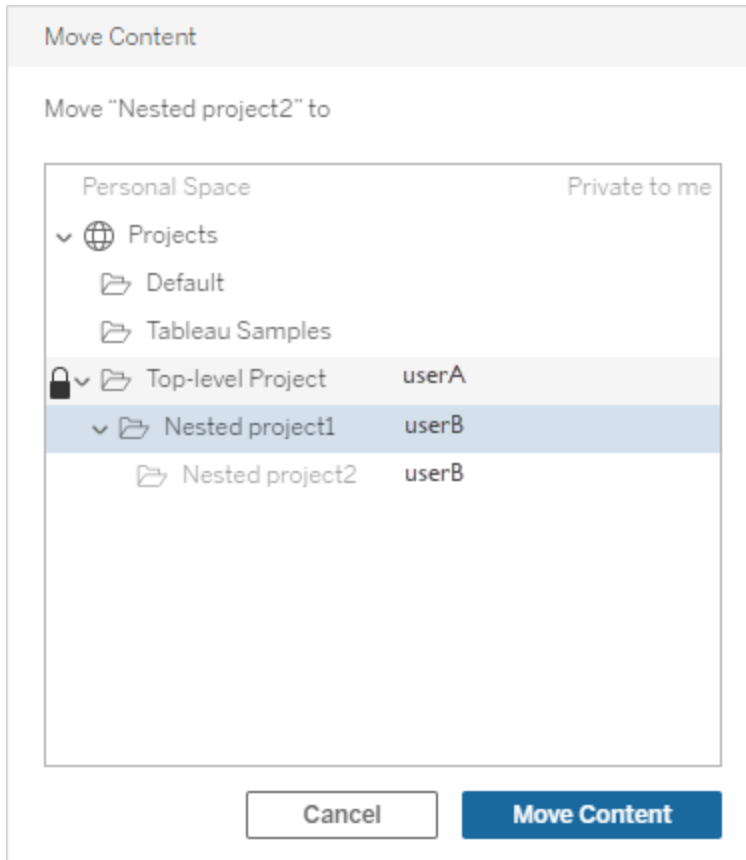 Move Content
Move “Nested project2” to
Personal Space Private to me
Projects
Default
Tableau Samples
Top-level Project userA
Nested project1 userB
Nested project2 userB
Cancel Move Content